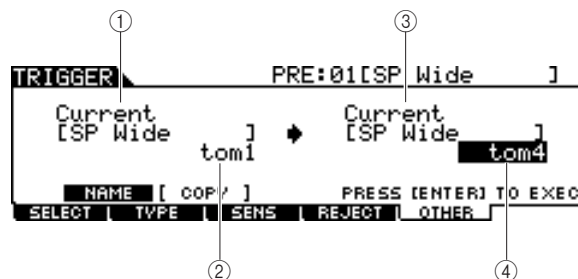 ① ③
TRIGGER PRE:01[SP Wide ]
Current Current
[SP Wide ] [SP Wide ]
tom1 tom4
NAME [ COPY ] PRESS [ENTER] TO EXEC
SELECT TYPE SENS REJECT OTHER
② ④